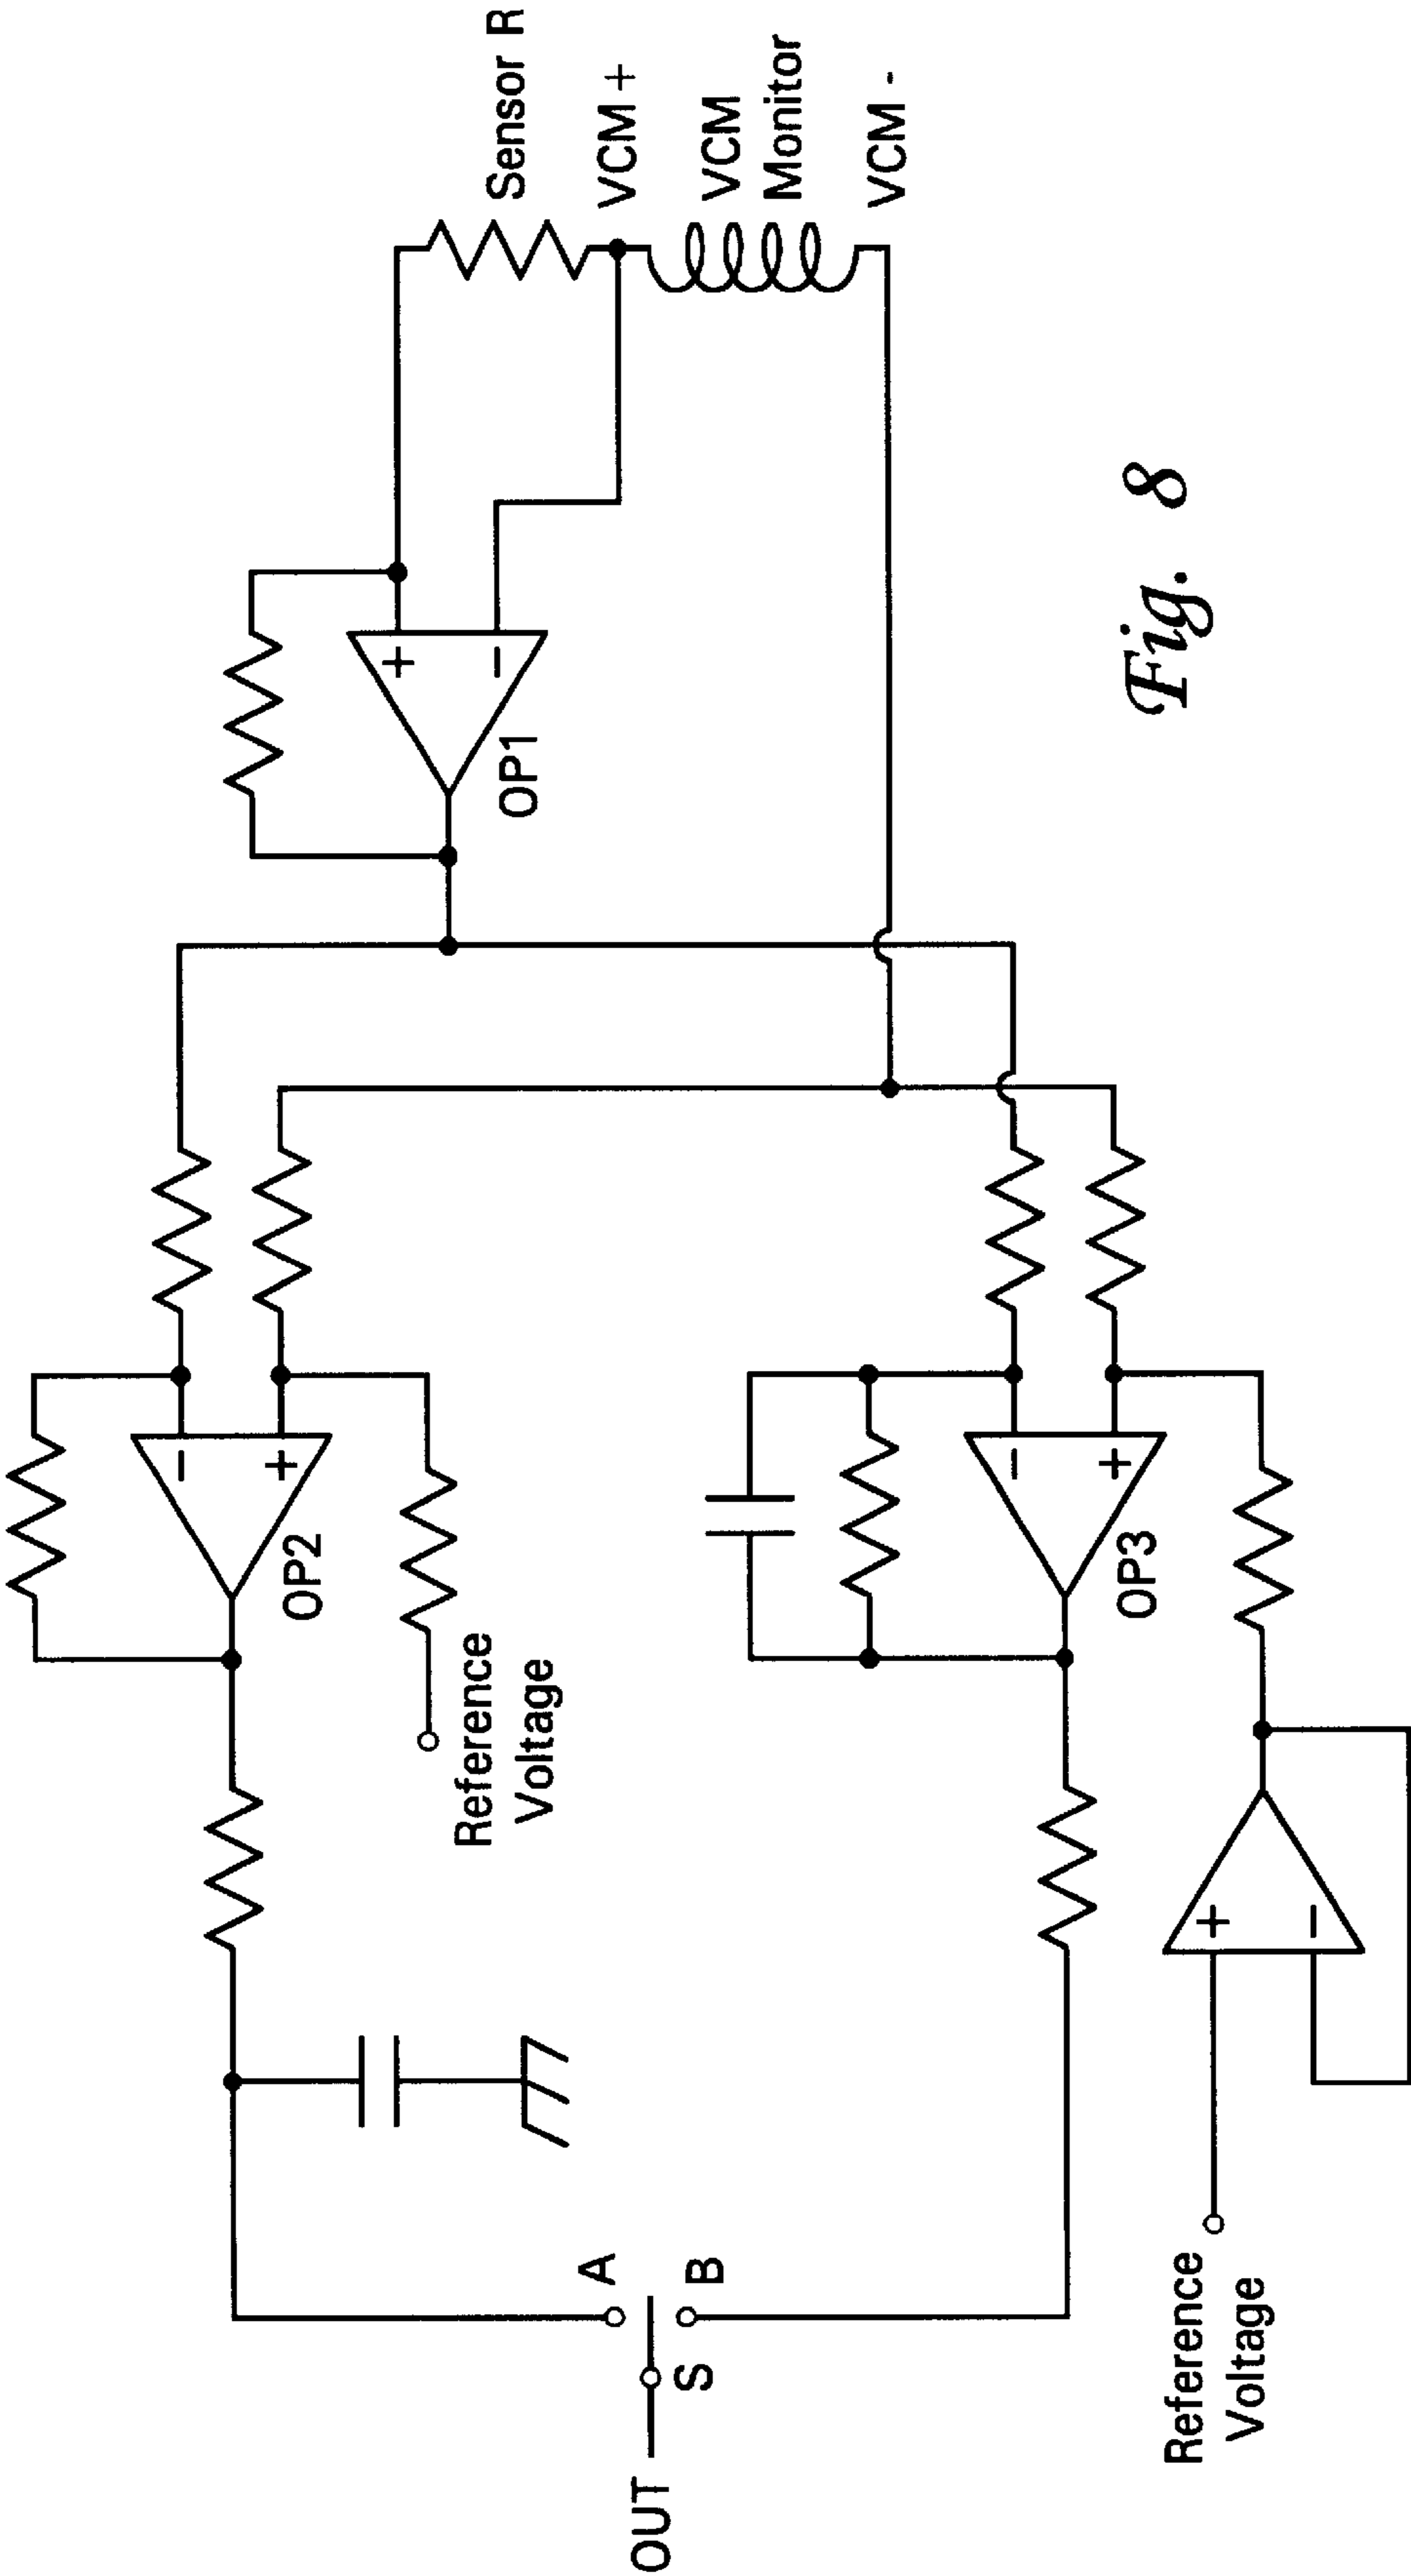 Sensor R
VCM +
VCM
Monitor
VCM -
+
-
OP1
-
+
OP2
Reference
Voltage
-
+
OP3
+
-
Reference
Voltage
A
B
S
OUT
Fig. 8